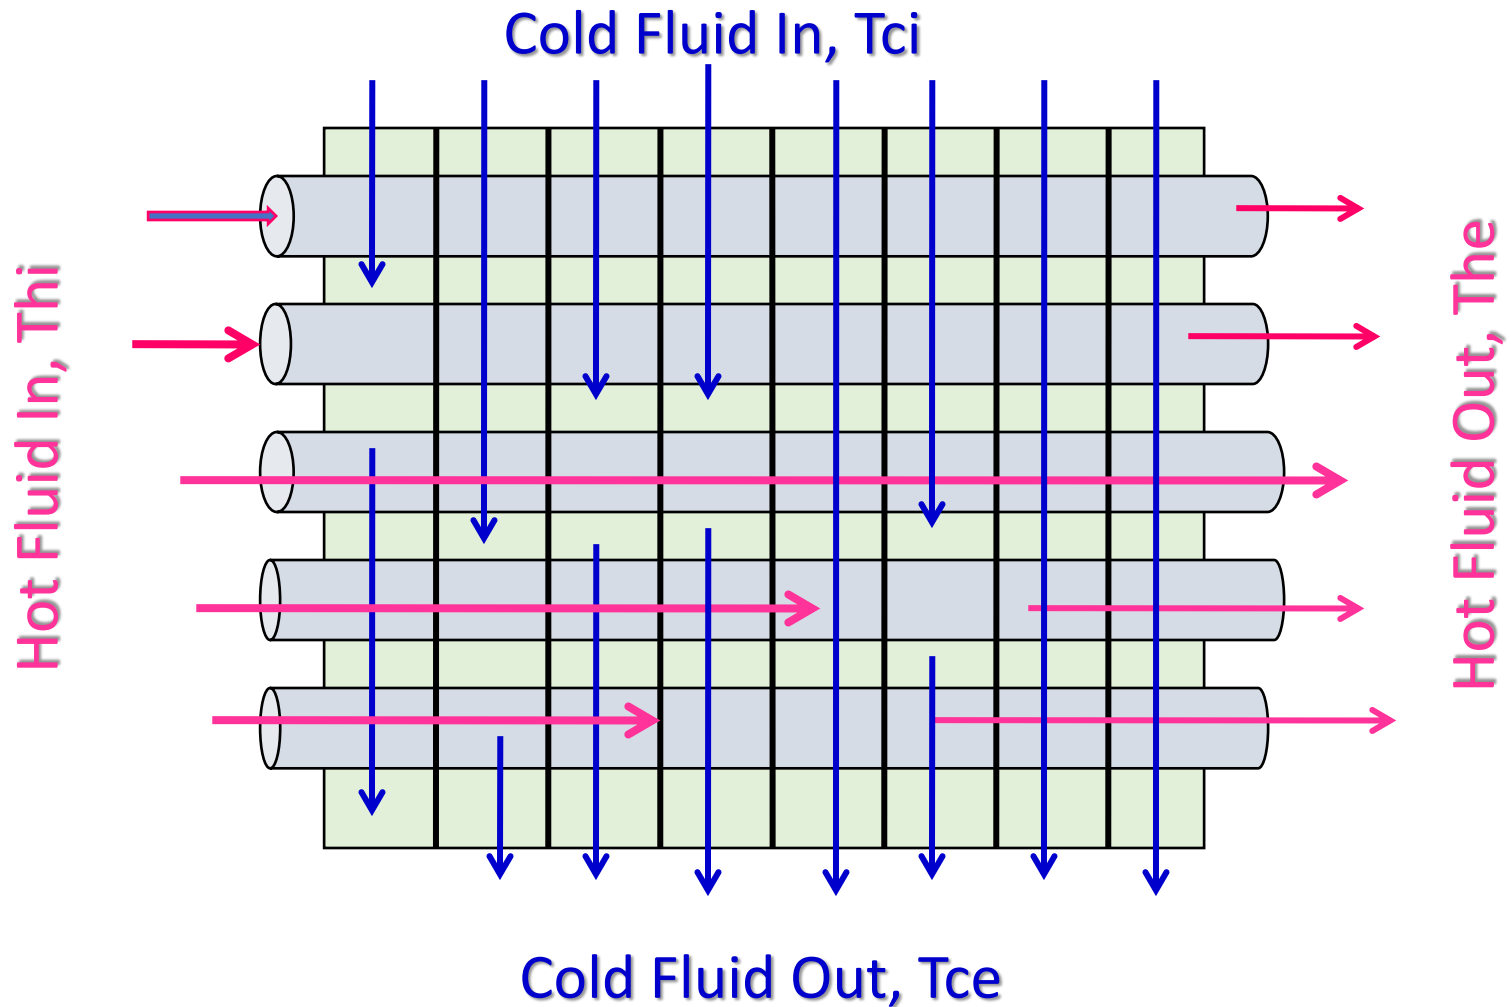 Cold Fluid In, Tci
Hot Fluid In, Thi
Hot Fluid Out, The
Cold Fluid Out, Tce